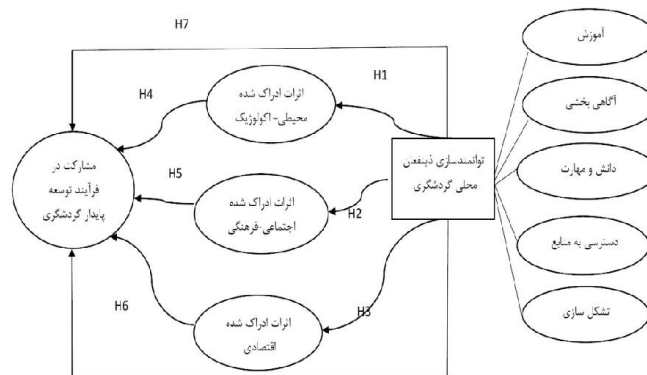 H7
آموزش
آگاهی بخشی
دانش و مهارت
دسترسی به منابع
تشکل سازی
توانمندسازی ذینفعان
محلی گردشگری
H1
H2
H3
اثرات ادراک شده
محیطی- اکولوژیک
اثرات ادراک شده
اجتماعی-فرهنگی
اثرات ادراک شده
اقتصادی
H4
H5
H6
مشارکت در
فرآیند توسعه
پایدار گردشگری